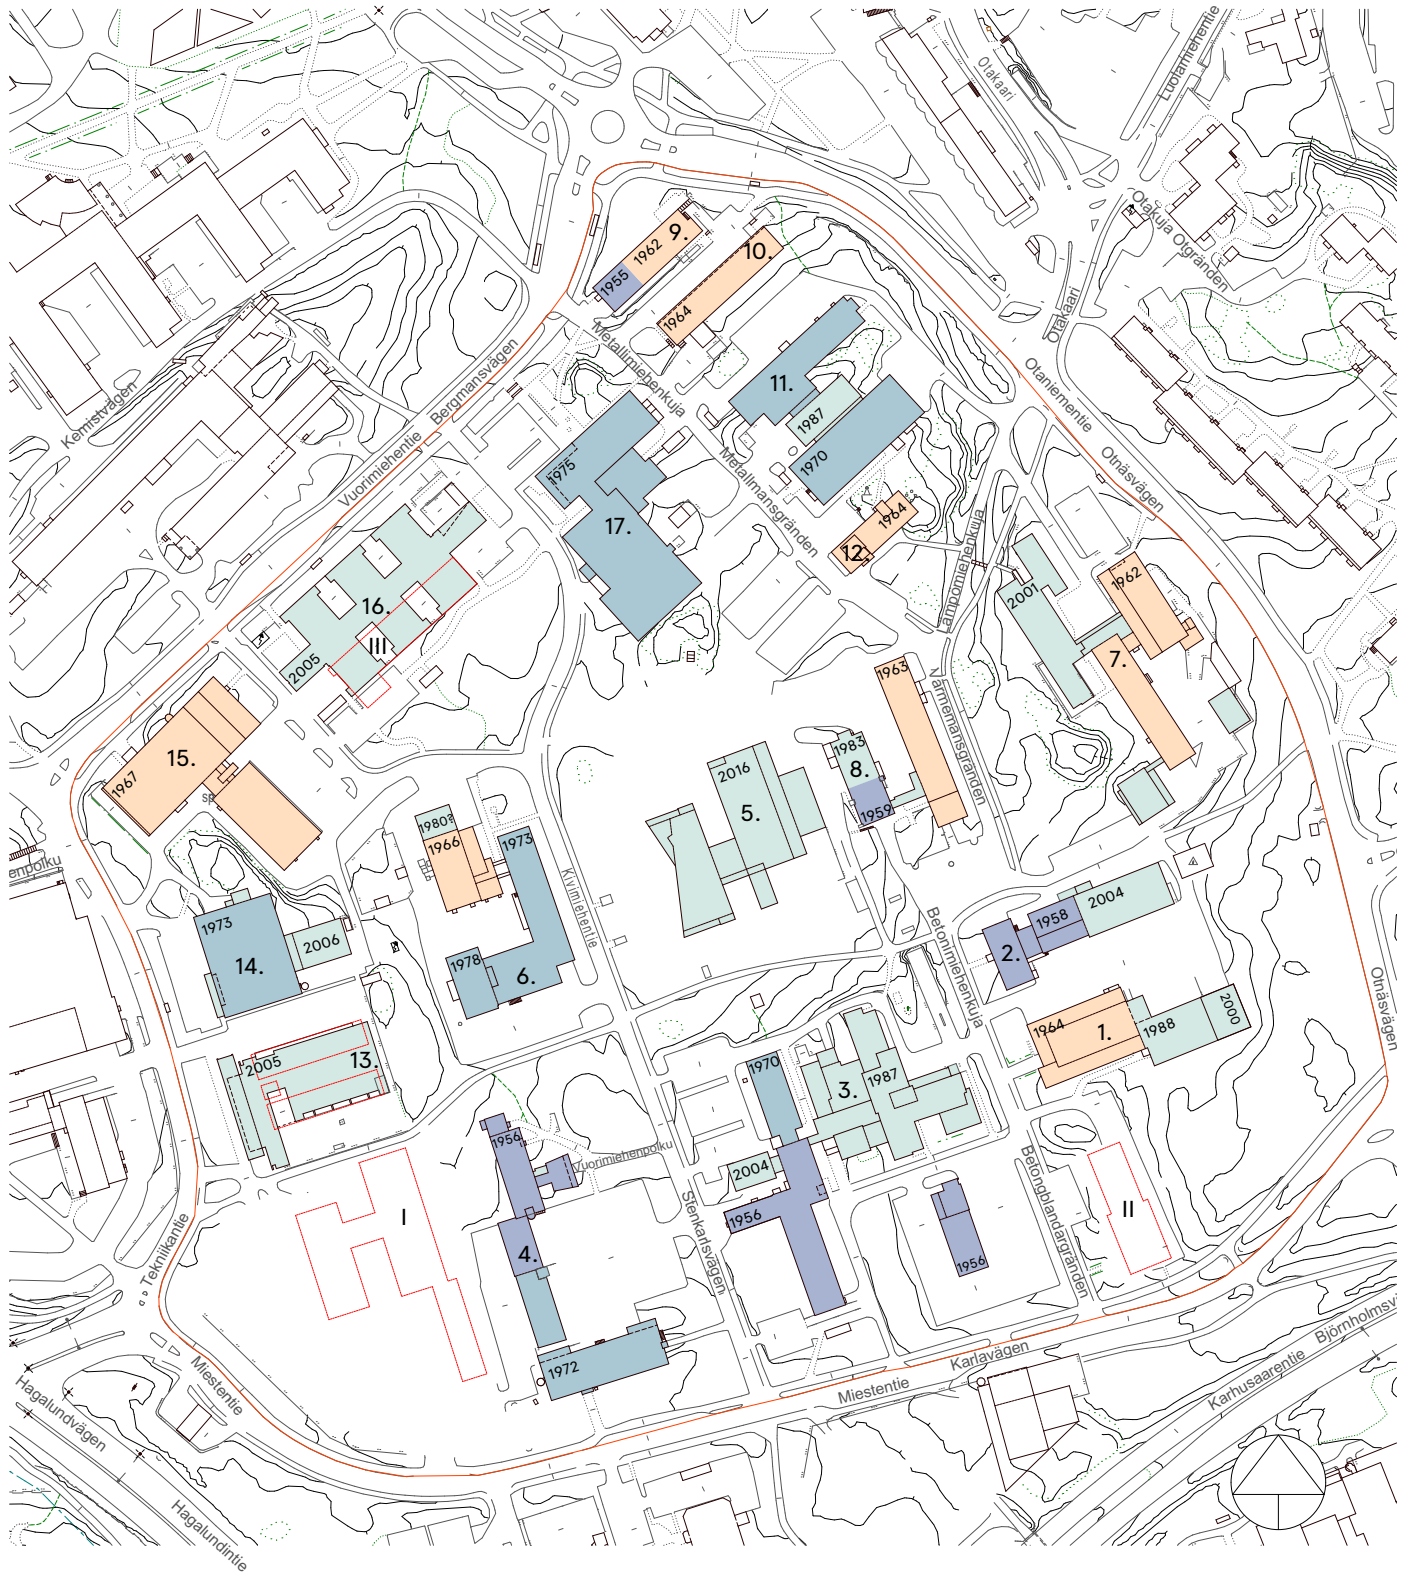 Otakaari
Luolamiehentie
Otakuja Otgränden
Otakaari
9.
1962
1955
10.
1964
Metallimiehenkuja
Kemistvägen
Vuorimiehentie
Bergmansvägen
11.
1987
1970
Otaniementie
Otnäsvägen
1975
17.
Metallmansgränden
1964
12.
Lämpömiehenkuja
2001
1962
7.
16.
III
2005
1963
Värmemansgränden
15.
1967
sp
1983
8.
1959
2016
5.
1980?
1966
1973
Kivimiehentie
enpolku
1973
2006
14.
1978
6.
Betonimiehenkuja
1958
2004
2.
Otnäsvägen
1964
1.
1988
2000
2005
13.
1970
3.
1987
1956
Vuorimiehenpolku
2004
1956
Stenkarlsvägen
4.
I
II
1956
Betongblandargränden
Tekniikantie
1972
Miestentie
Karlavägen
Miestentie
Hagalundvägen
Hagalundintie
Karhusaarentie
Björnholmsv